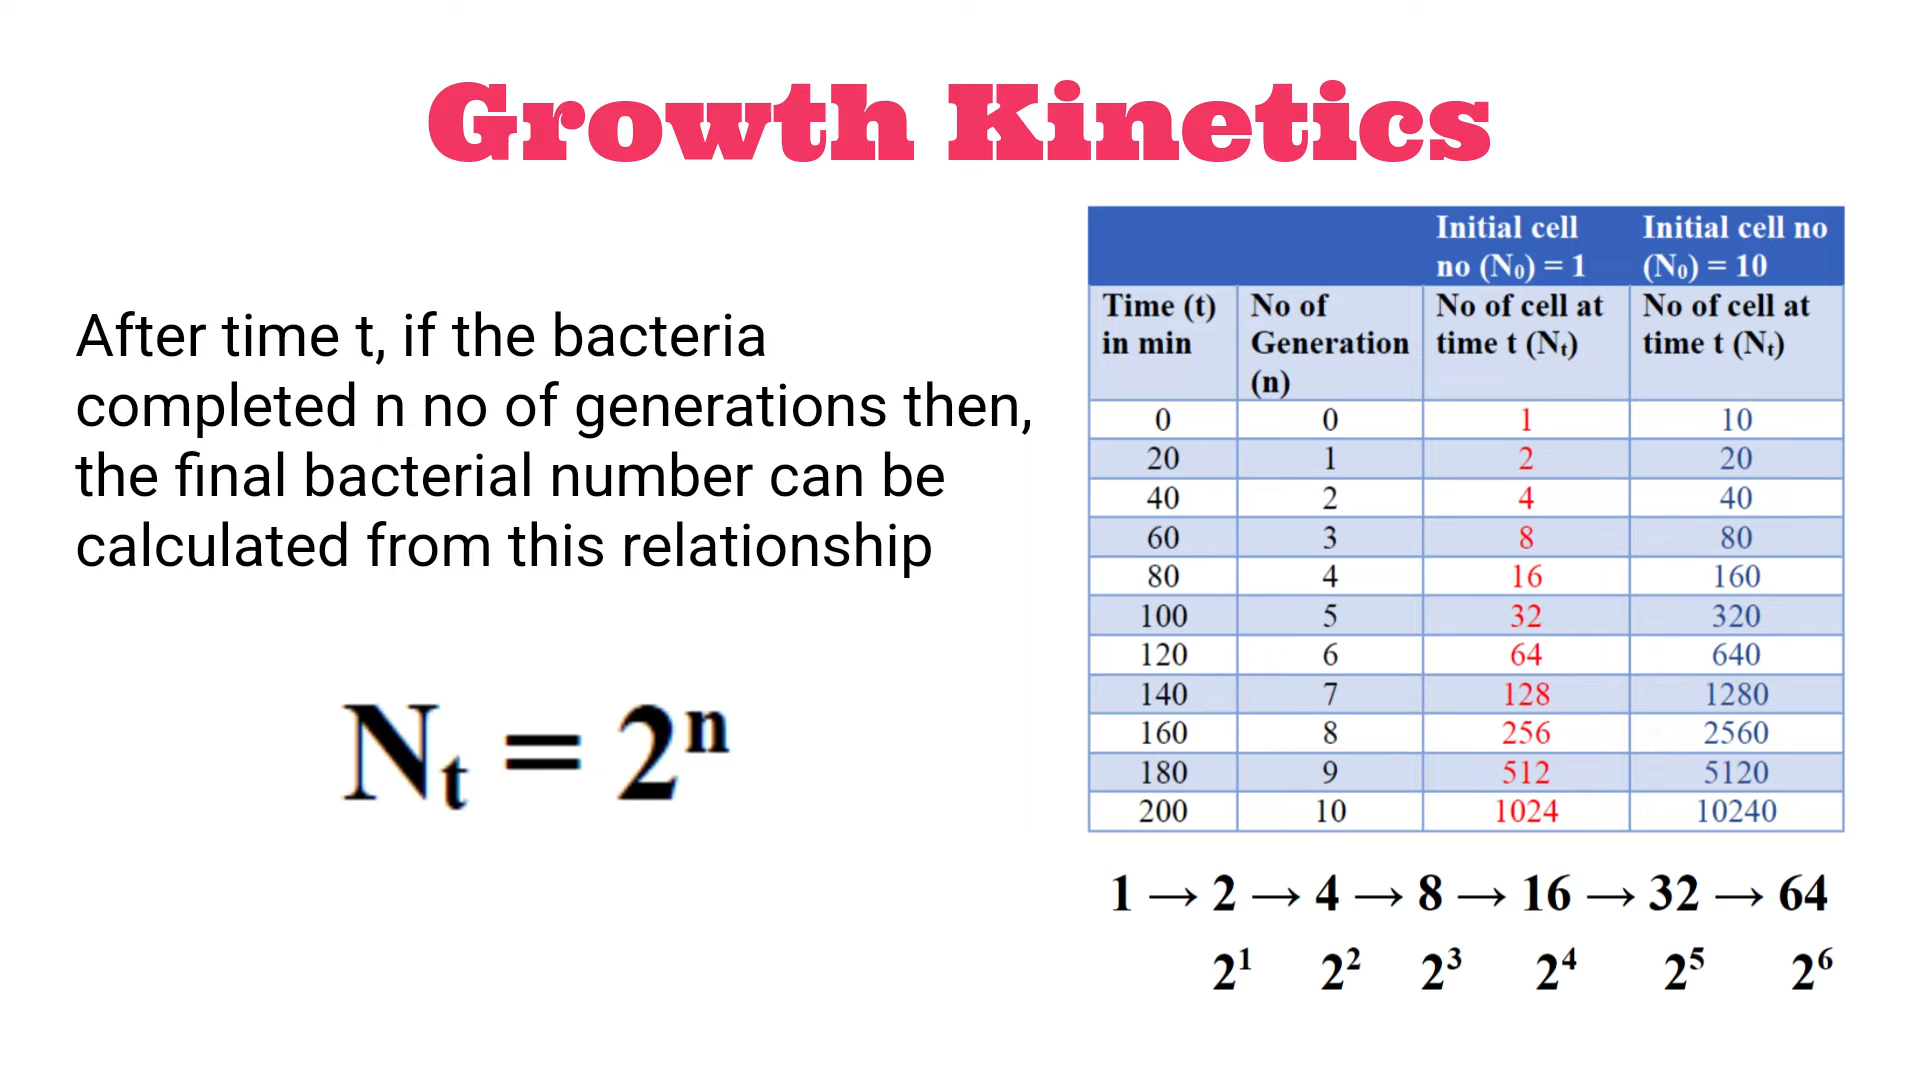 Growth Kinetics
After time t, if the bacteria
completed n no of generations then,
the final bacterial number can be
calculated from this relationship
Nₜ = 2ⁿ
Initial cell no (N₀) = 1 Initial cell no (N₀) = 10
Time (t) in min No of Generation (n) No of cell at time t (Nₜ) No of cell at time t (Nₜ)
0 0 1 10
20 1 2 20
40 2 4 40
60 3 8 80
80 4 16 160
100 5 32 320
120 6 64 640
140 7 128 1280
160 8 256 2560
180 9 512 5120
200 10 1024 10240
1 → 2 → 4 → 8 → 16 → 32 → 64
2¹ 2² 2³ 2⁴ 2⁵ 2⁶